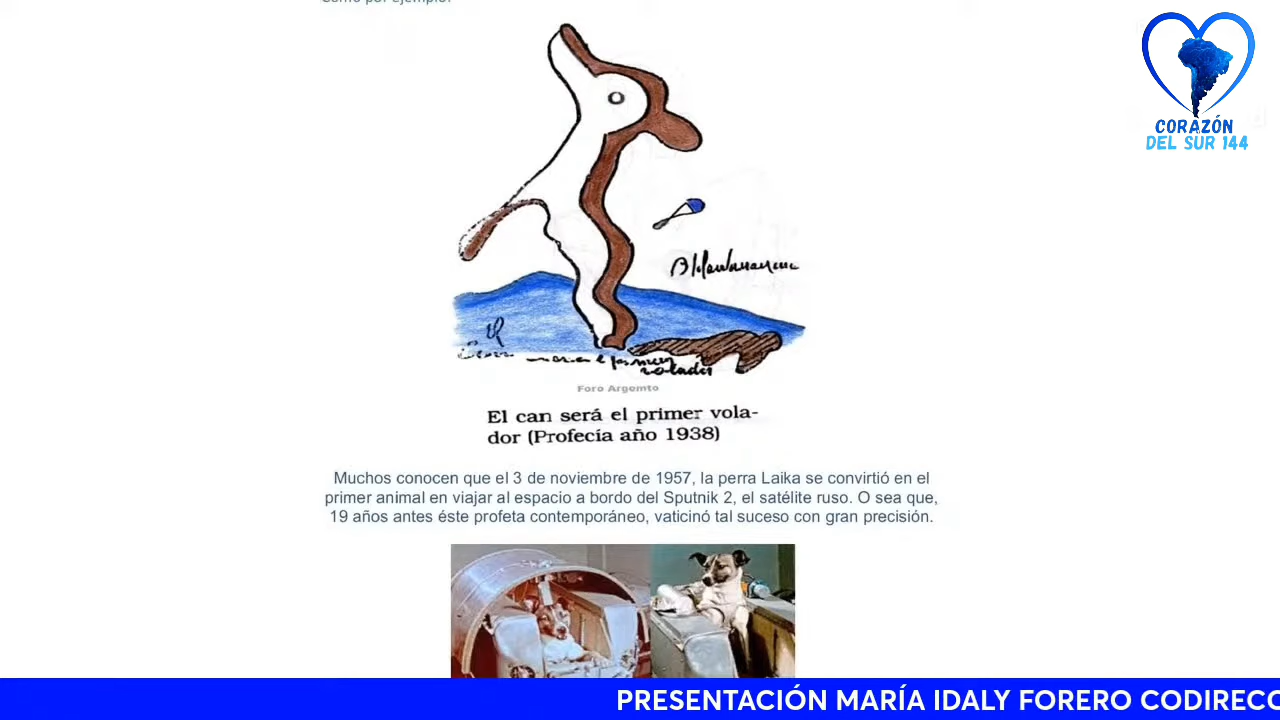 CORAZÓN
DEL SUR 144
Foro Argemto
El can será el primer vola-
dor (Profecía año 1938)
Muchos conocen que el 3 de noviembre de 1957, la perra Laika se convirtió en el
primer animal en viajar al espacio a bordo del Sputnik 2, el satélite ruso. O sea que,
19 años antes éste profeta contemporáneo, vaticinó tal suceso con gran precisión.
PRESENTACIÓN MARÍA IDALY FORERO CODIREC